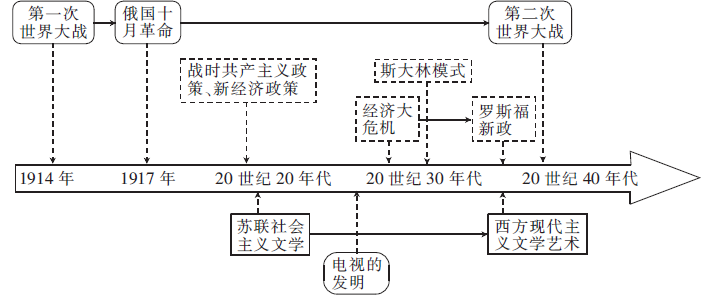 第一次
世界大战
俄国十
月革命
第二次
世界大战
战时共产主义政
策、新经济政策
斯大林模式
经济大
危机
罗斯福
新政
1914 年
1917 年
20 世纪 20 年代
20 世纪 30 年代
20 世纪 40 年代
苏联社会
主义文学
西方现代主
义文学艺术
电视的
发明